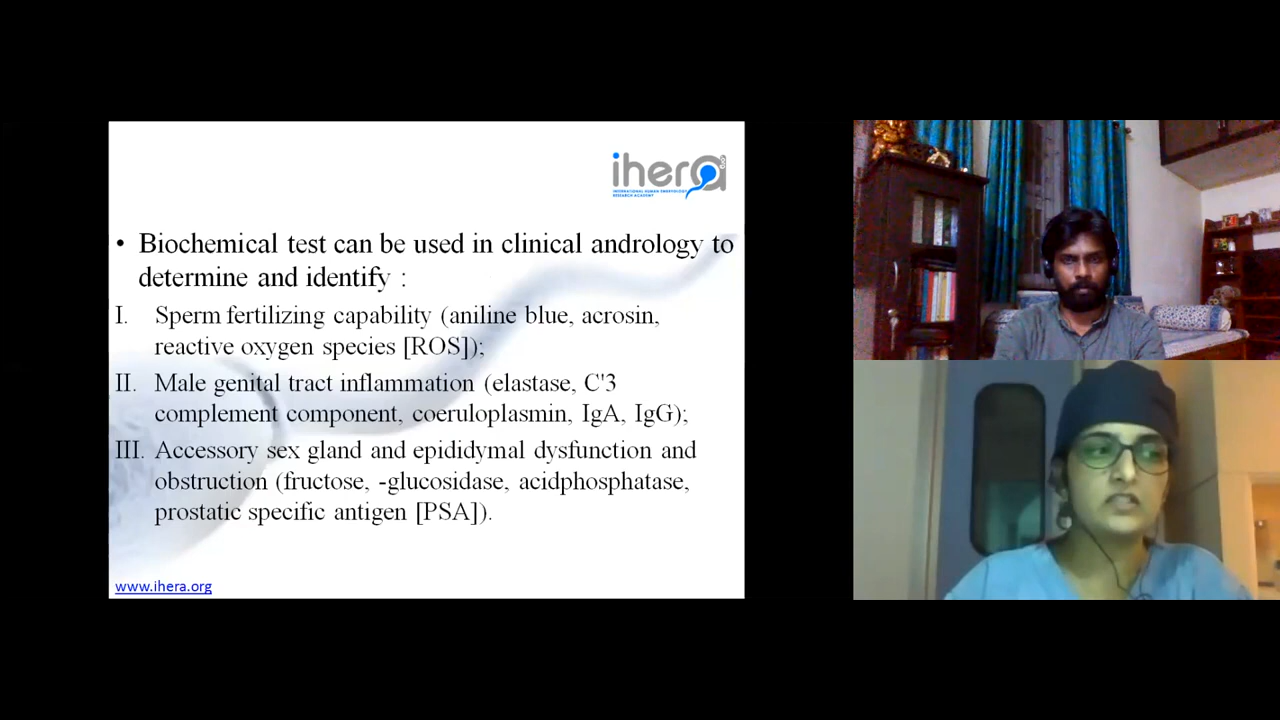 ihera
.org
INTERNATIONAL HUMAN EMBRYOLOGY
RESEARCH ACADEMY
• Biochemical test can be used in clinical andrology to
determine and identify :
I. Sperm fertilizing capability (aniline blue, acrosin,
reactive oxygen species [ROS]);
II. Male genital tract inflammation (elastase, C'3
complement component, coeruloplasmin, IgA, IgG);
III. Accessory sex gland and epididymal dysfunction and
obstruction (fructose, -glucosidase, acidphosphatase,
prostatic specific antigen [PSA]).
www.ihera.org